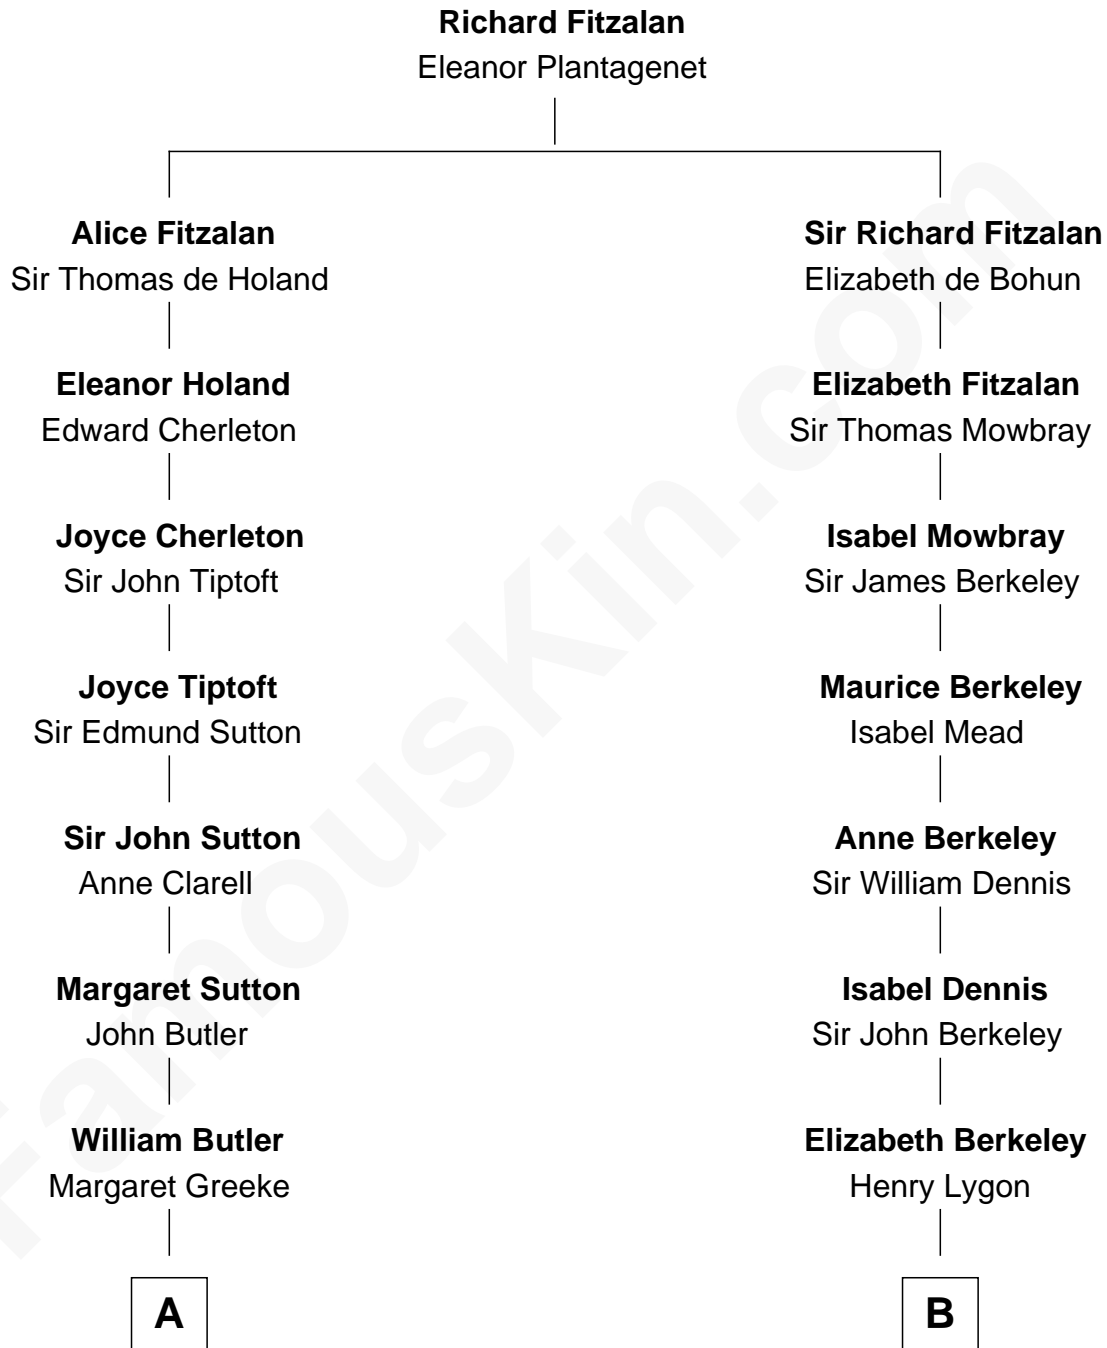 Richard Fitzalan
Eleanor Plantagenet
Alice Fitzalan
Sir Thomas de Holand
Sir Richard Fitzalan
Elizabeth de Bohun
Eleanor Holand
Edward Cherleton
Elizabeth Fitzalan
Sir Thomas Mowbray
Joyce Cherleton
Sir John Tiptoft
Isabel Mowbray
Sir James Berkeley
Joyce Tiptoft
Sir Edmund Sutton
Maurice Berkeley
Isabel Mead
Sir John Sutton
Anne Clarell
Anne Berkeley
Sir William Dennis
Margaret Sutton
John Butler
Isabel Dennis
Sir John Berkeley
William Butler
Margaret Greeke
Elizabeth Berkeley
Henry Lygon
A
B
FamousKin.com